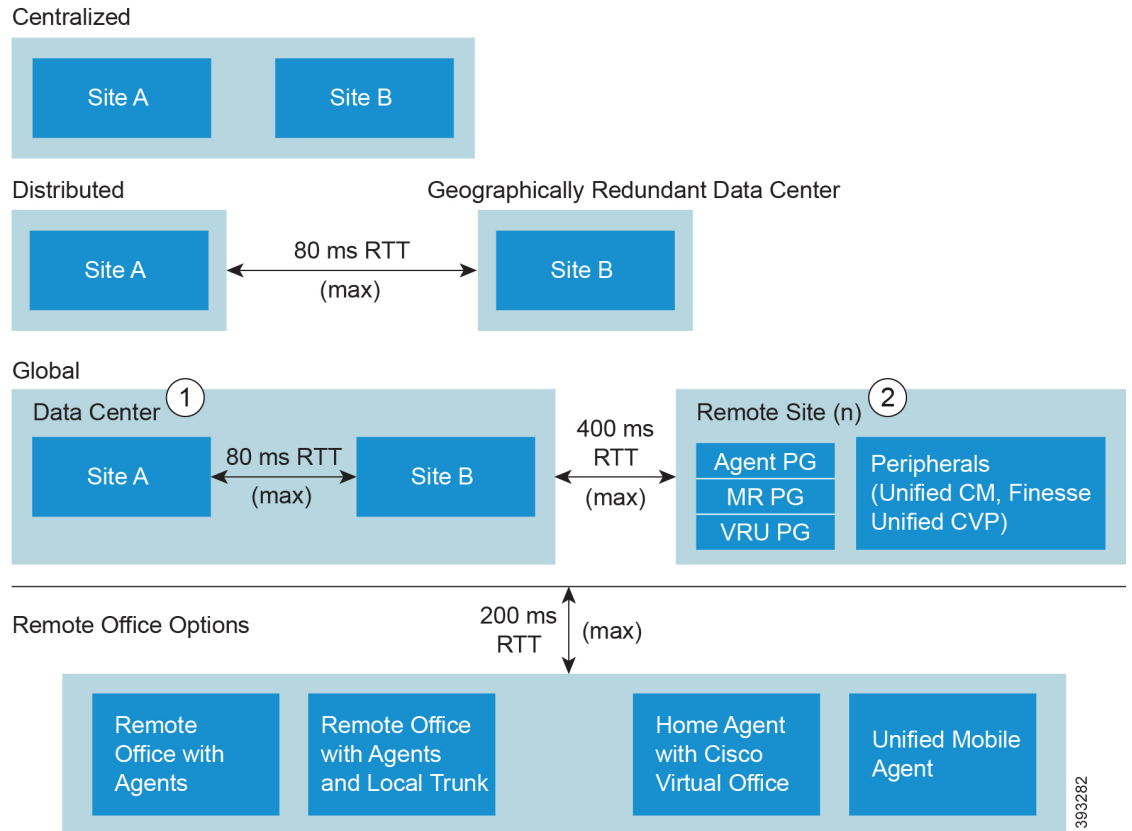 Centralized
Site A
Site B
Distributed
Geographically Redundant Data Center
Site A
80 ms RTT
(max)
Site B
Global
Data Center
1
Site A
80 ms RTT
(max)
Site B
400 ms
RTT
(max)
Remote Site (n)
2
Agent PG
MR PG
VRU PG
Peripherals
(Unified CM, Finesse
Unified CVP)
Remote Office Options
200 ms
RTT
(max)
Remote
Office with
Agents
Remote Office
with Agents
and Local Trunk
Home Agent
with Cisco
Virtual Office
Unified Mobile
Agent
393282